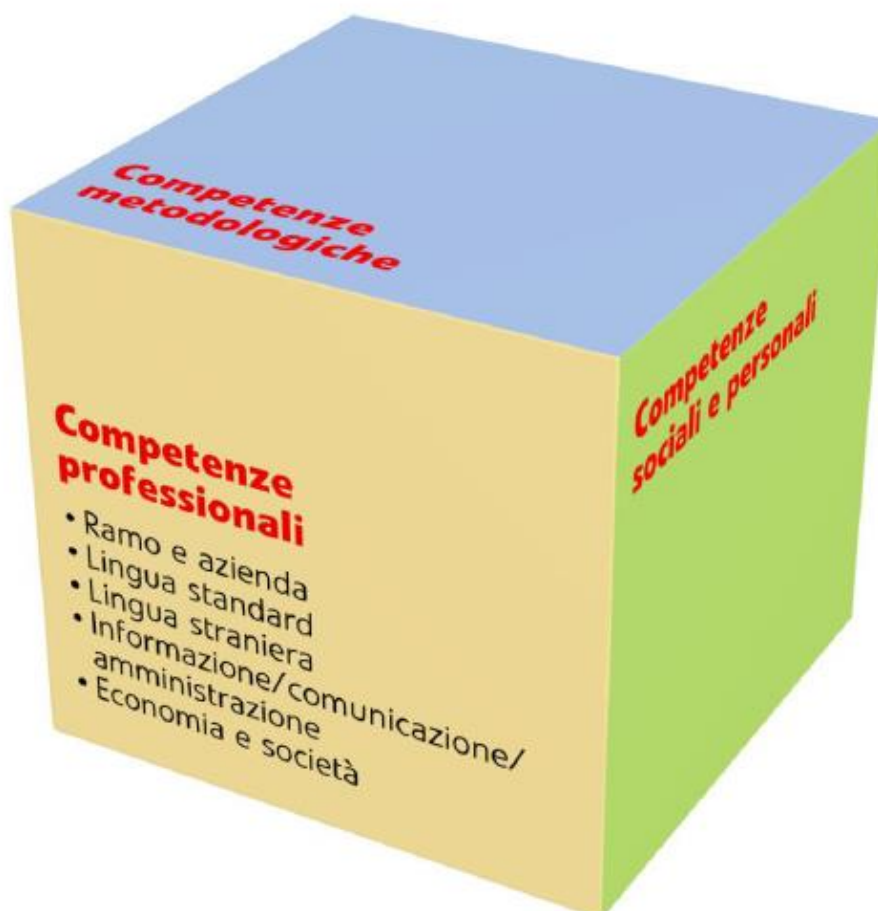 Competenze
metodologiche
Competenze
sociali e personali
Competenze
professionali
• Ramo e azienda
• Lingua standard
• Lingua straniera
• Informazione/comunicazione/
amministrazione
• Economia e società